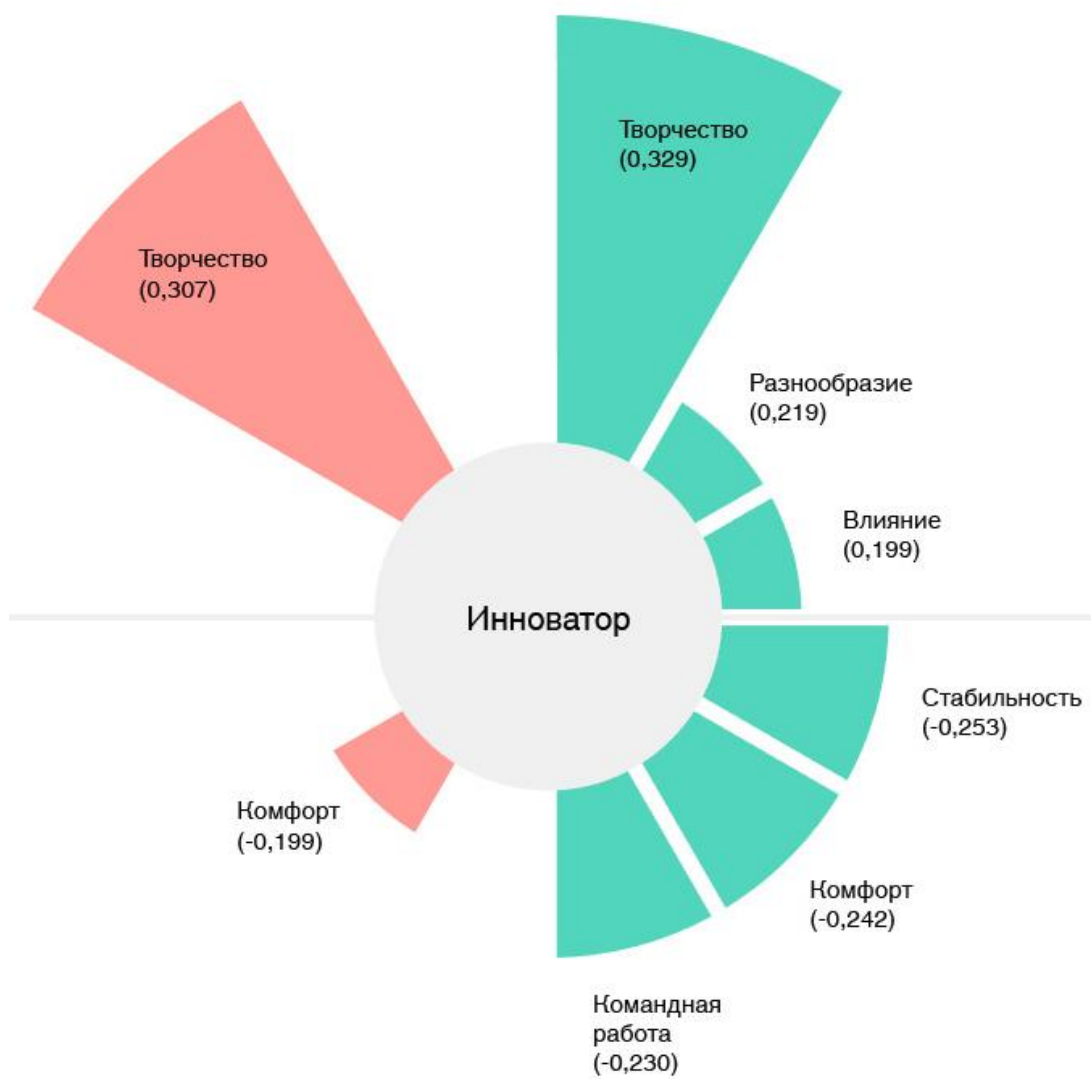 Творчество
(0,329)
Творчество
(0,307)
Разнообразие
(0,219)
Влияние
(0,199)
Инноватор
Стабильность
(-0,253)
Комфорт
(-0,199)
Комфорт
(-0,242)
Командная
работа
(-0,230)